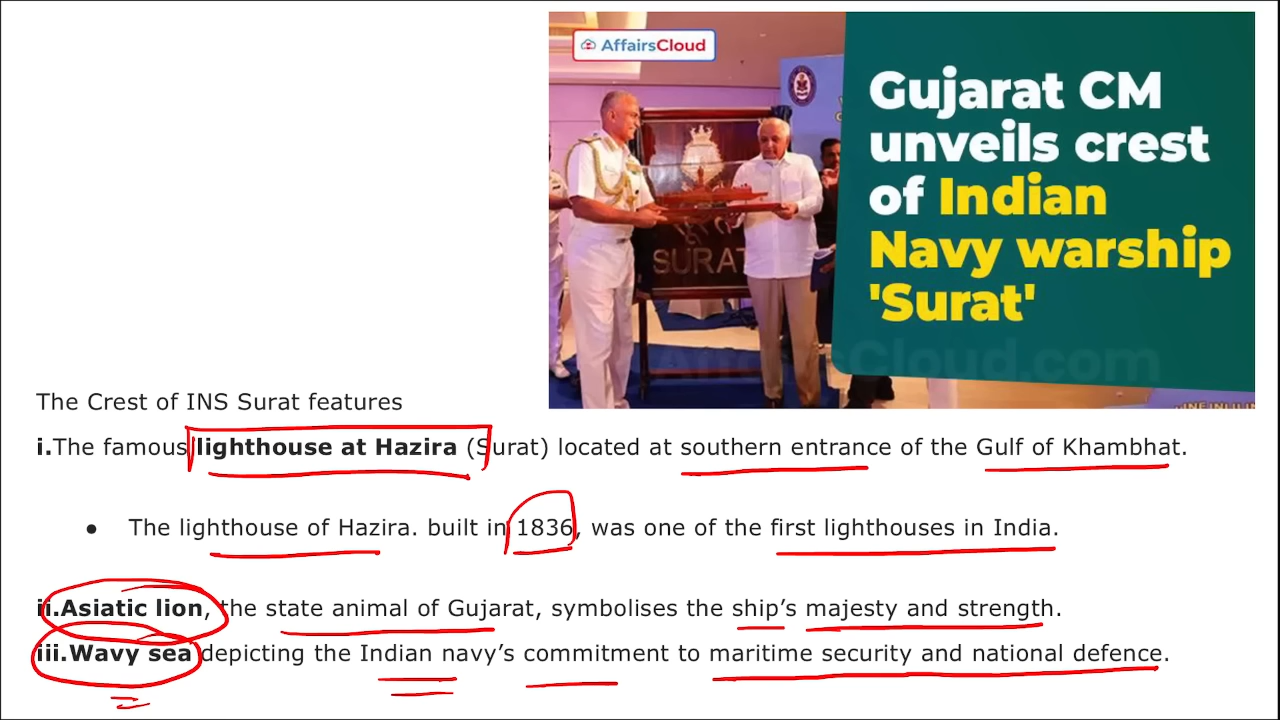 AffairsCloud
Gujarat CM
unveils crest
of Indian
Navy warship
'Surat'
SURAT
AffairsCloud.com
The Crest of INS Surat features
i.The famous lighthouse at Hazira (Surat) located at southern entrance of the Gulf of Khambhat.
● The lighthouse of Hazira. built in 1836, was one of the first lighthouses in India.
ii.Asiatic lion, the state animal of Gujarat, symbolises the ship’s majesty and strength.
iii.Wavy sea depicting the Indian navy’s commitment to maritime security and national defence.